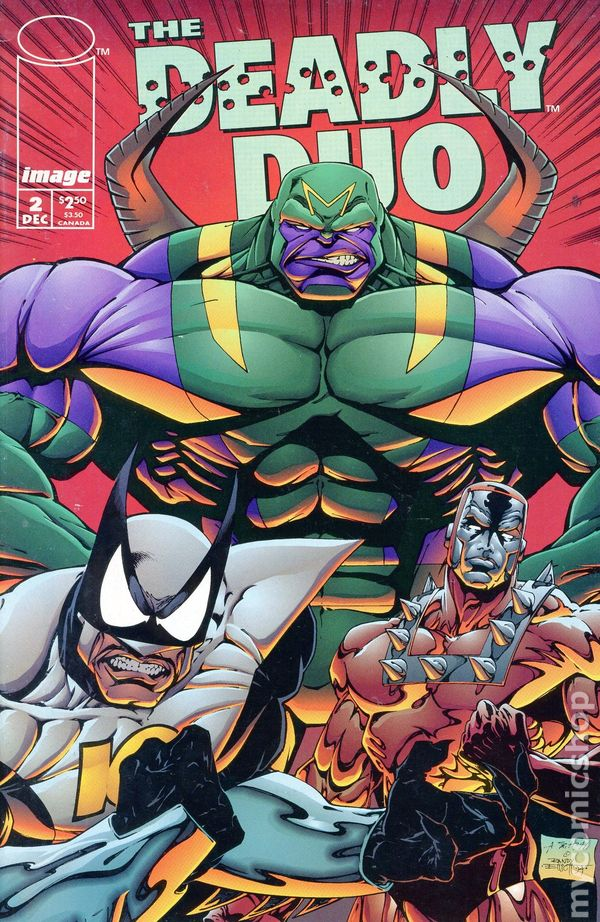 THE
DEADLY
DUO
TM
TM
image
2
DEC
$2.50
$3.50
CANADA
M
mycomicshop